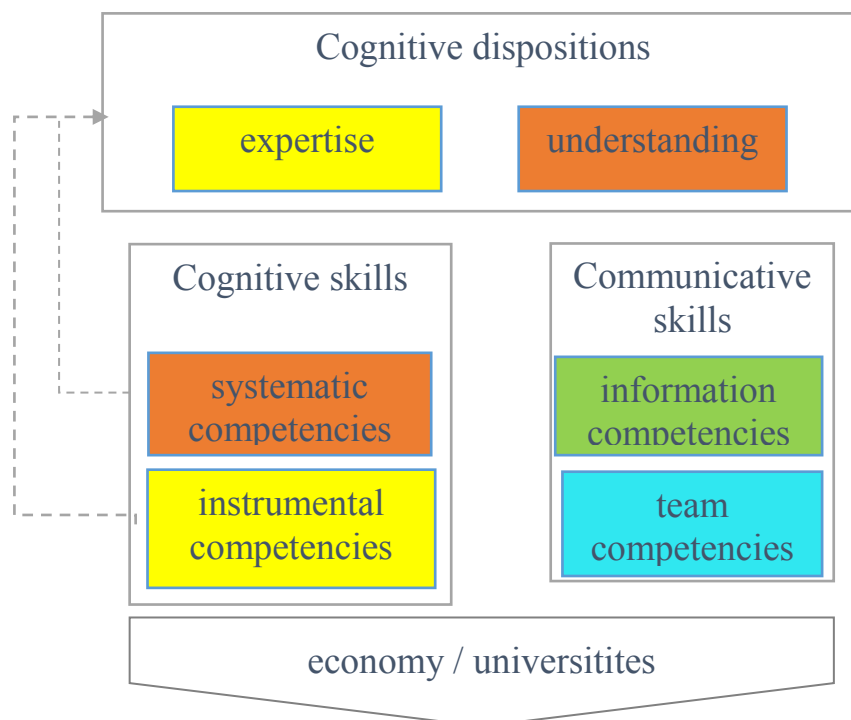 Cognitive dispositions
expertise
understanding
Cognitive skills
systematic
competencies
instrumental
competencies
Communicative
skills
information
competencies
team
competencies
economy / universitites